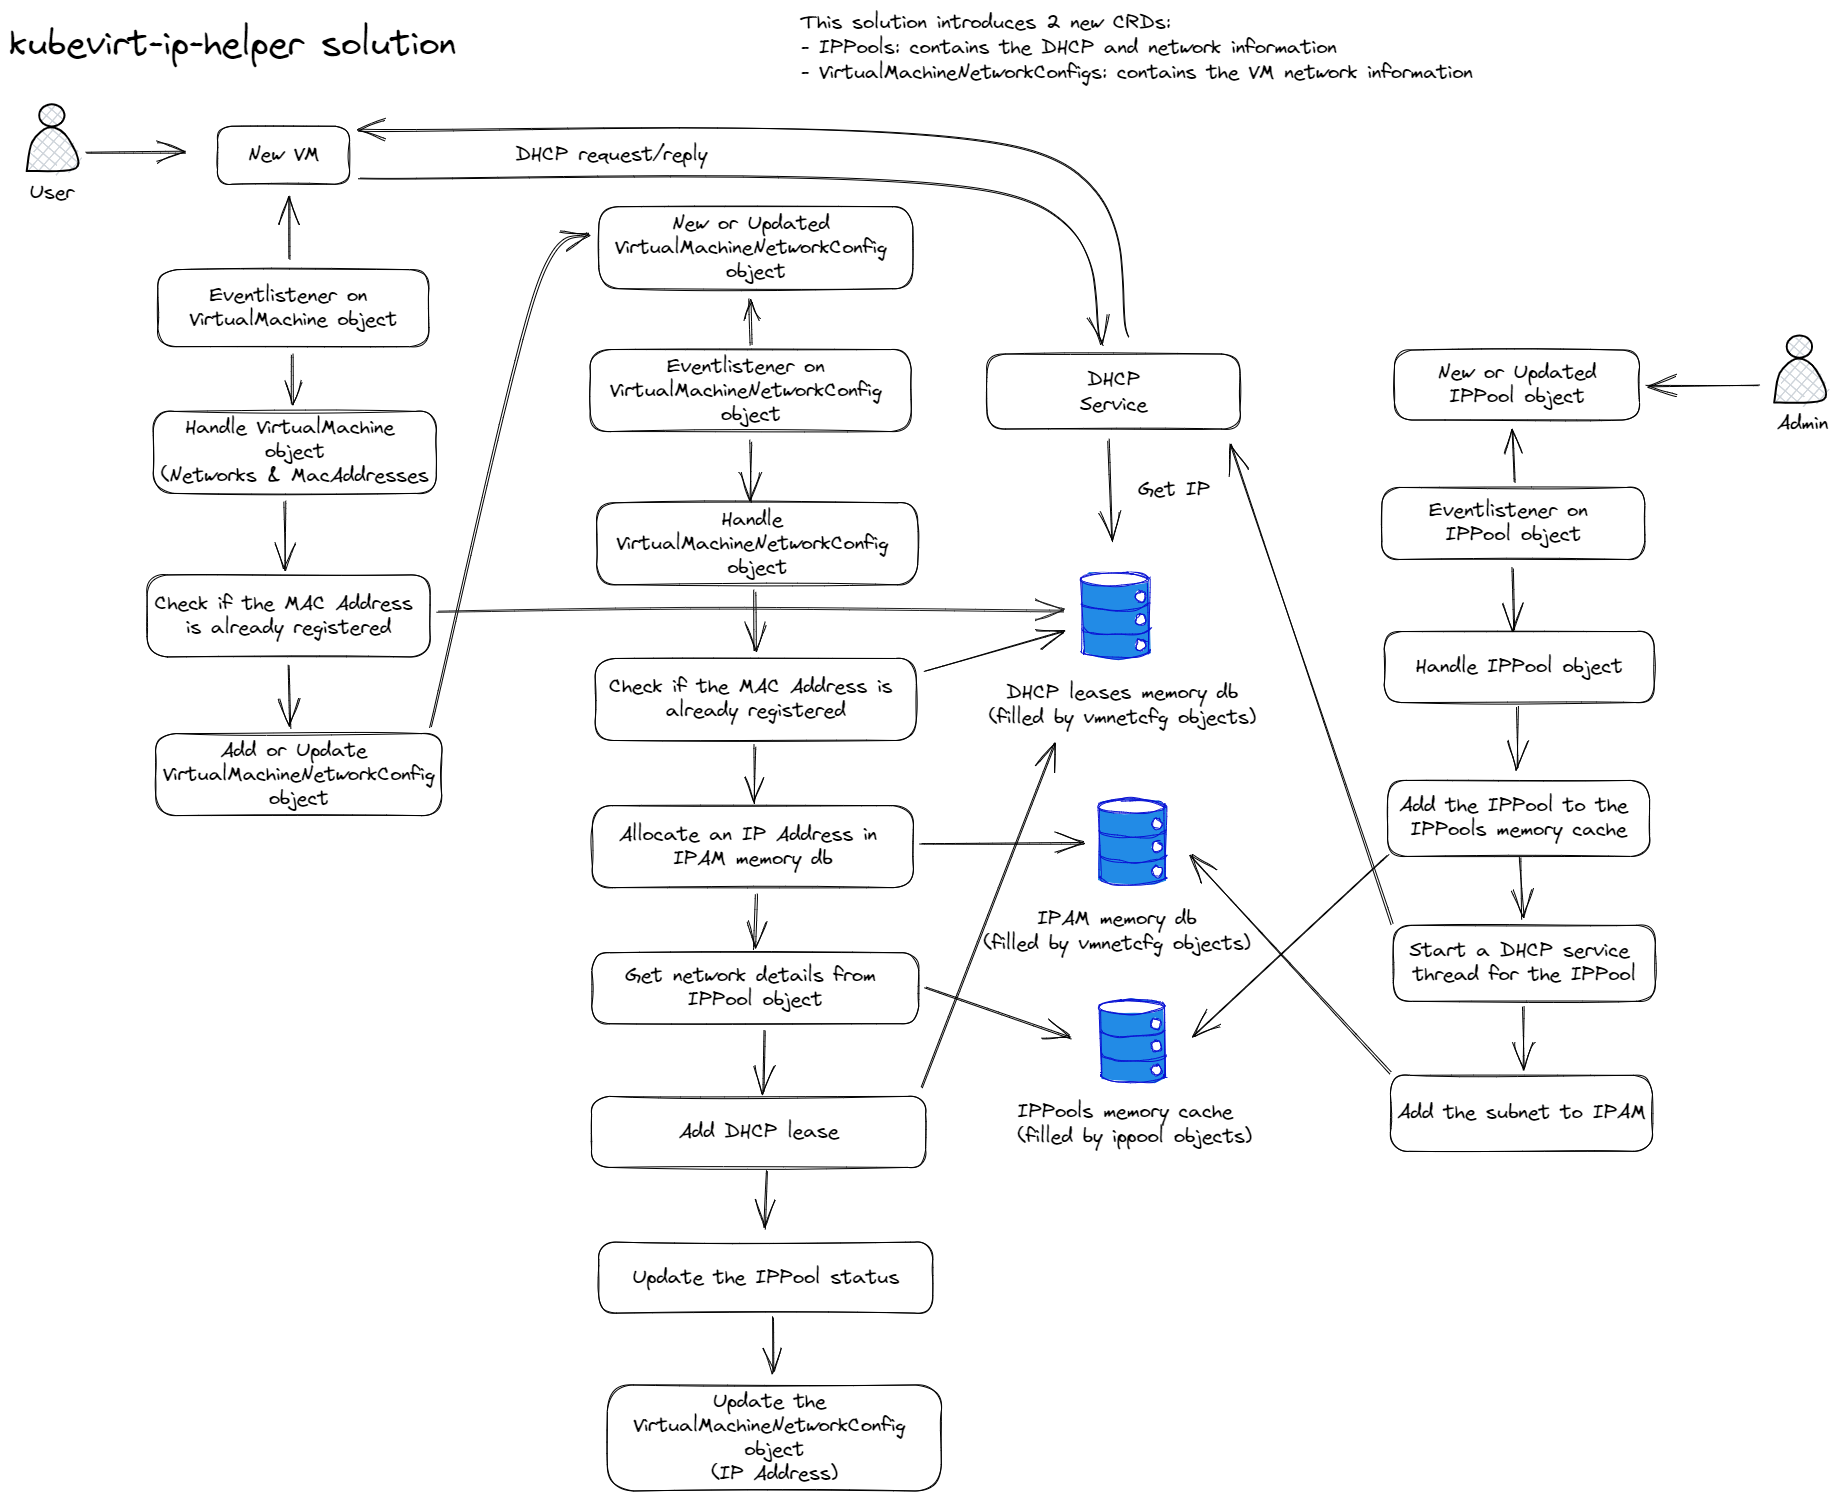 kubevirt-ip-helper solution
This solution introduces 2 new CRDs:
- IPPools: contains the DHCP and network information
- VirtualMachineNetworkConfigs: contains the VM network information
User
New VM
DHCP request/reply
Eventlistener on
VirtualMachine object
Handle VirtualMachine
object
(Networks & MacAddresses
Check if the MAC Address
is already registered
Add or Update
VirtualMachineNetworkConfig
object
New or Updated
VirtualMachineNetworkConfig
object
Eventlistener on
VirtualMachineNetworkConfig
object
Handle
VirtualMachineNetworkConfig
object
Check if the MAC Address is
already registered
Allocate an IP Address in
IPAM memory db
Get network details from
IPPool object
Add DHCP lease
Update the IPPool status
Update the
VirtualMachineNetworkConfig
object
(IP Address)
DHCP
Service
Get IP
DHCP leases memory db
(filled by vmnetcfg objects)
IPAM memory db
(filled by vmnetcfg objects)
IPPools memory cache
(filled by ippool objects)
New or Updated
IPPool object
Admin
Eventlistener on
IPPool object
Handle IPPool object
Add the IPPool to the
IPPools memory cache
Start a DHCP service
thread for the IPPool
Add the subnet to IPAM